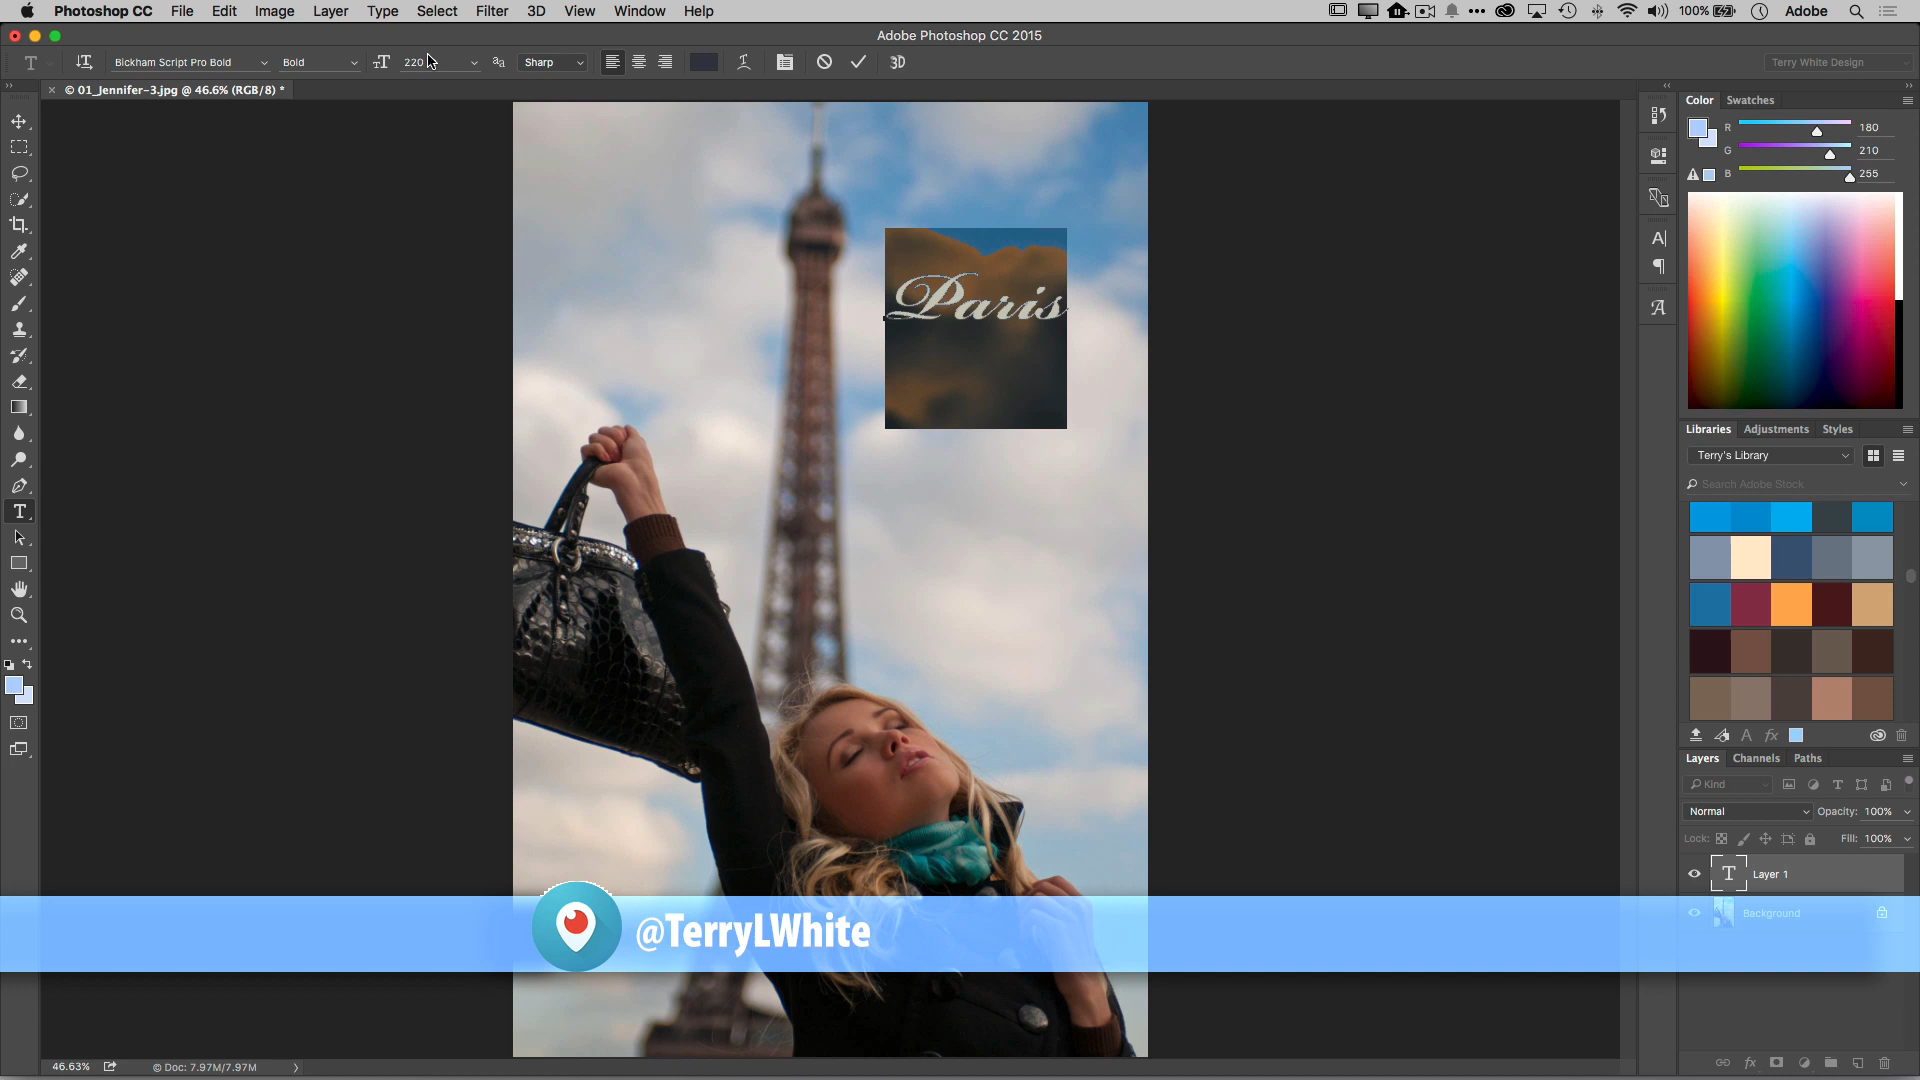 Photoshop CC File Edit Image Layer Type Select Filter 3D View Window Help 100% Adobe
Adobe Photoshop CC 2015
T Bickham Script Pro Bold Bold 220 Sharp 3D Terry White Design
© 01_Jennifer-3.jpg @ 46.6% (RGB/8) *
Color Swatches
R 180
G 210
B 255
Paris
Libraries Adjustments Styles
Terry's Library
Search Adobe Stock
Layers Channels Paths
Kind
Normal Opacity: 100%
Lock: Fill: 100%
T Layer 1
Background
@TerryLWhite
46.63% © Doc: 7.97M/7.97M